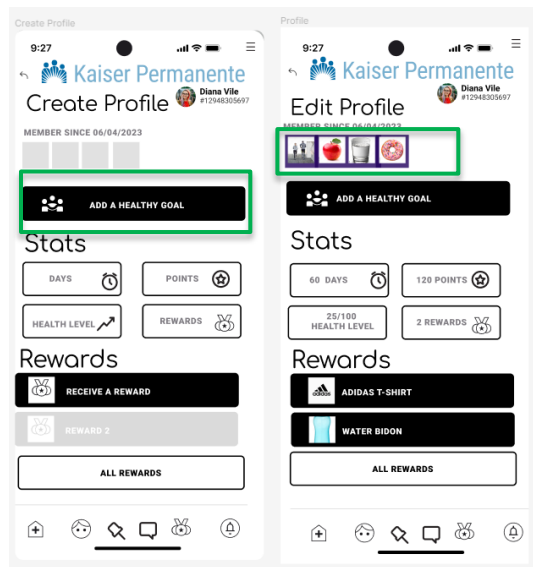 Create Profile
9:27
Kaiser Permanente
Create Profile
Diana Vile
#12948305697
MEMBER SINCE 06/04/2023
ADD A HEALTHY GOAL
Stats
DAYS
POINTS
HEALTH LEVEL
REWARDS
Rewards
RECEIVE A REWARD
REWARD 2
ALL REWARDS
Profile
9:27
Kaiser Permanente
Edit Profile
Diana Vile
#12948305697
MEMBER SINCE 06/04/2023
ADD A HEALTHY GOAL
Stats
60 DAYS
120 POINTS
25/100
HEALTH LEVEL
2 REWARDS
Rewards
adidas
ADIDAS T-SHIRT
WATER BIDON
ALL REWARDS